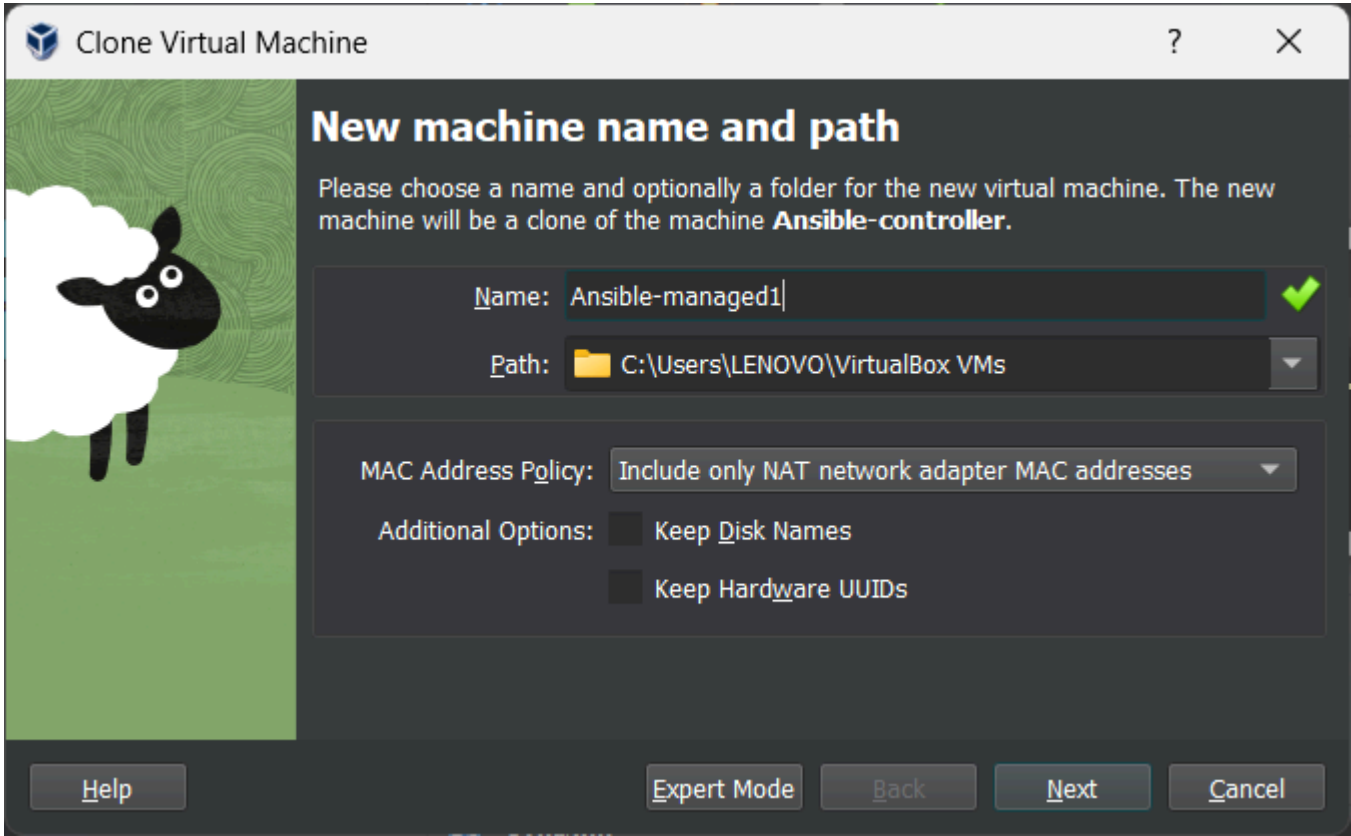 Clone Virtual Machine
?
New machine name and path
Please choose a name and optionally a folder for the new virtual machine. The new
machine will be a clone of the machine Ansible-controller.
Name: Ansible-managed1
Path: C:\Users\LENOVO\VirtualBox VMs
MAC Address Policy: Include only NAT network adapter MAC addresses
Additional Options: Keep Disk Names
Keep Hardware UUIDs
Help Expert Mode Back Next Cancel